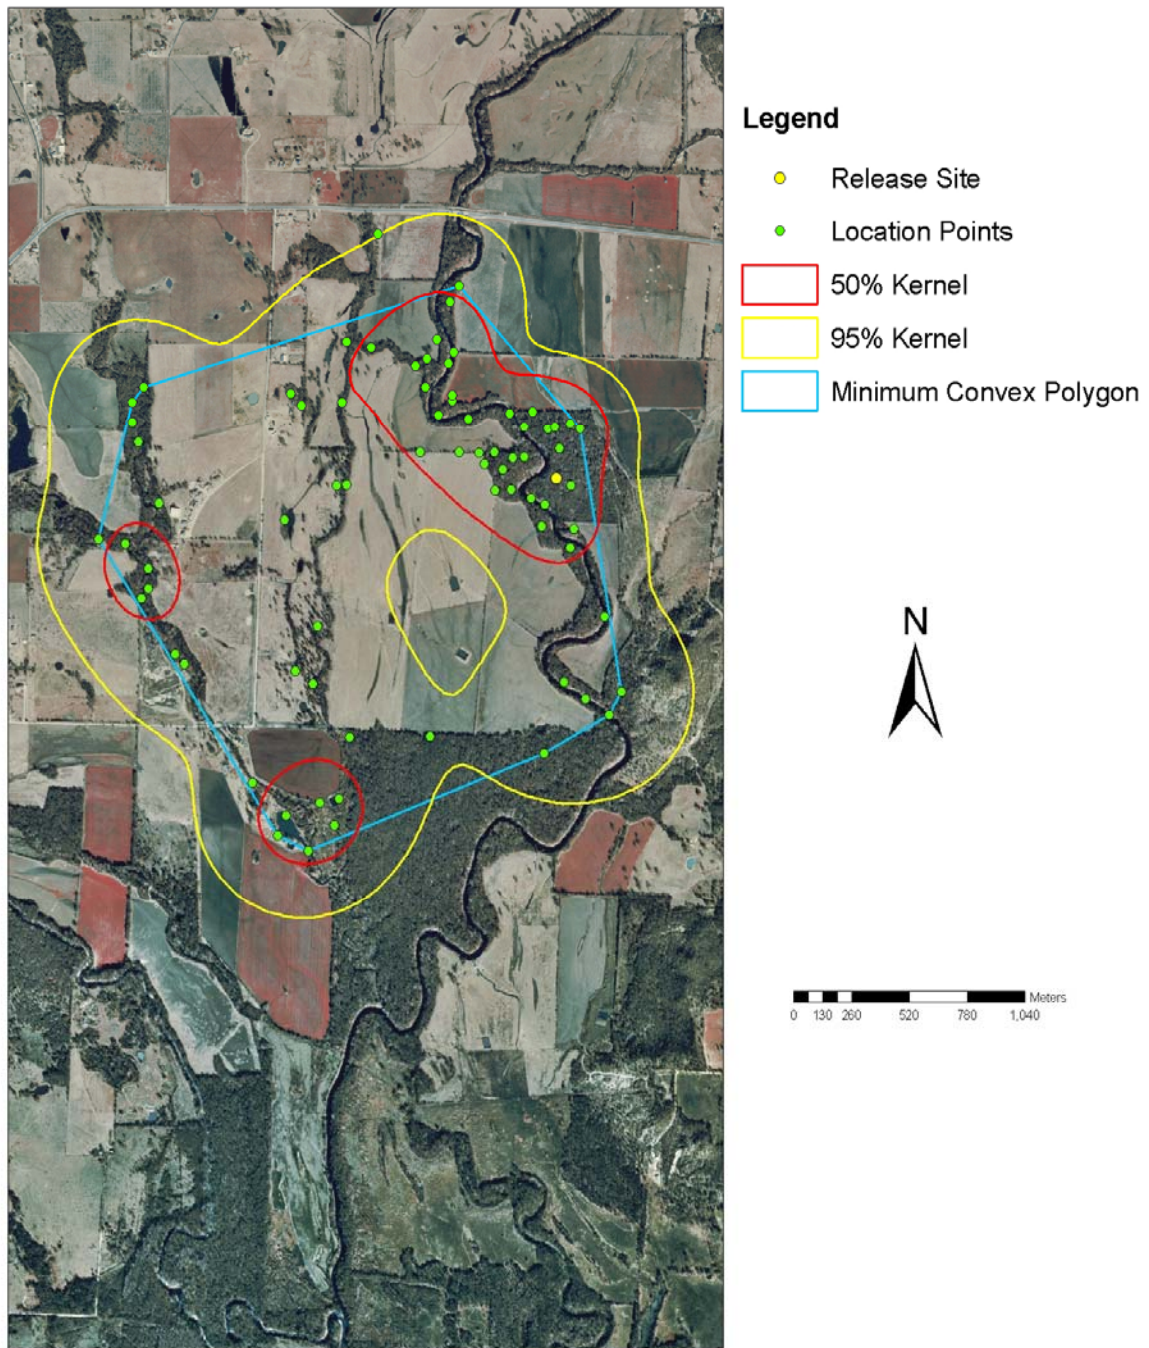 Legend
Release Site
Location Points
50% Kernel
95% Kernel
Minimum Convex Polygon
N
Meters
0 130 260 520 780 1,040